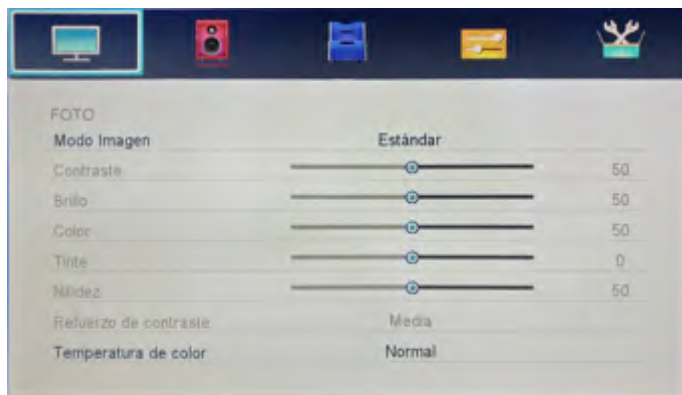 FOTO
Modo Imagen Estándar
Contraste 50
Brillo 50
Color 50
Tinte 0
Nitidez 50
Refuerzo de contraste Media
Temperatura de color Normal